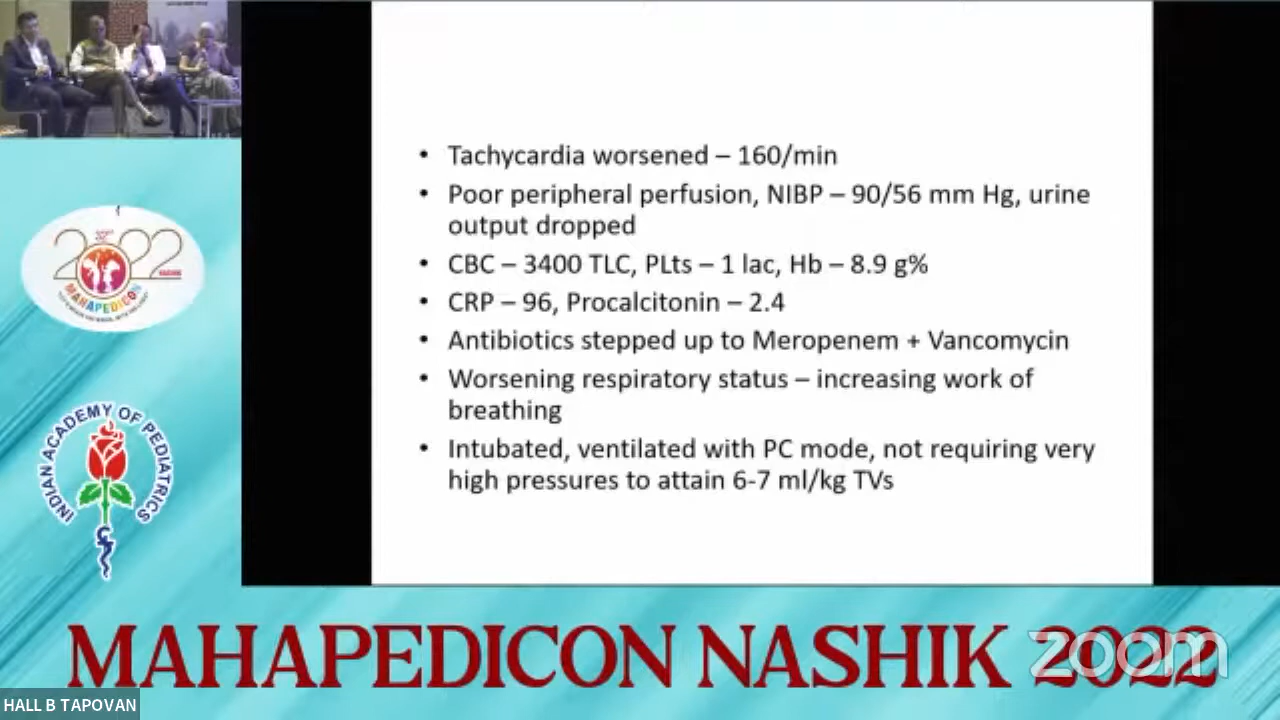 • Tachycardia worsened – 160/min
• Poor peripheral perfusion, NIBP – 90/56 mm Hg, urine
output dropped
• CBC – 3400 TLC, PLts – 1 lac, Hb – 8.9 g%
• CRP – 96, Procalcitonin – 2.4
• Antibiotics stepped up to Meropenem + Vancomycin
• Worsening respiratory status – increasing work of
breathing
• Intubated, ventilated with PC mode, not requiring very
high pressures to attain 6-7 ml/kg TVs
2022
MAHAPEDICON
INDIAN ACADEMY OF PEDIATRICS
MAHAPEDICON NASHIK 2022
zoom
HALL B TAPOVAN